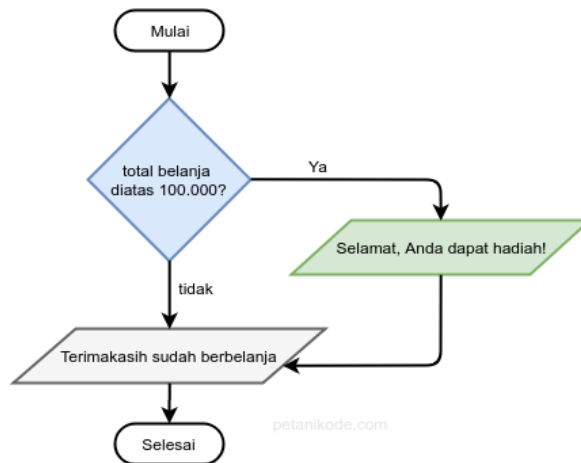 Mulai
total belanja
diatas 100.000?
Ya
Selamat, Anda dapat hadiah!
tidak
Terimakasih sudah berbelanja
Selesai
petanikode.com